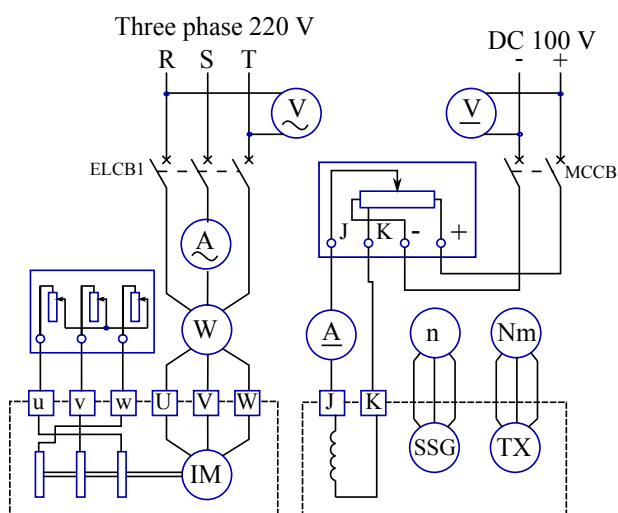 Three phase 220 V
R S T
DC 100 V
- +
V
V
ELCB1
MCCB
J K - +
A
W
A
n
Nm
u v w U V W
J K
IM
SSG
TX